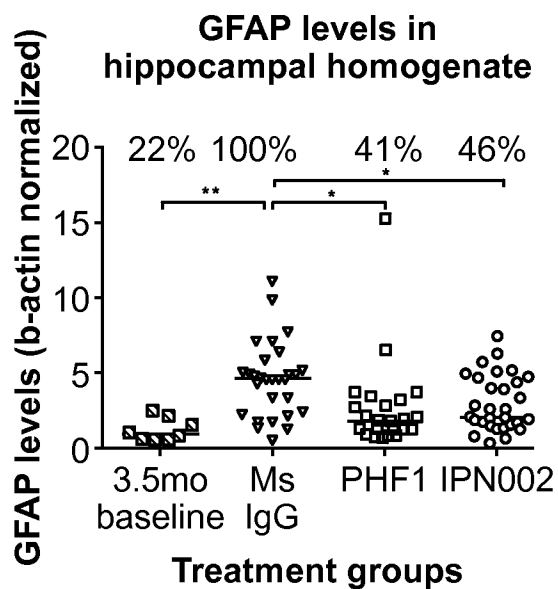 GFAP levels in
hippocampal homogenate
GFAP levels (b-actin normalized)
22% 100% 41% 46%
20
15
10
5
0
*
** *
3.5mo baseline
Ms IgG
PHF1
IPN002
Treatment groups